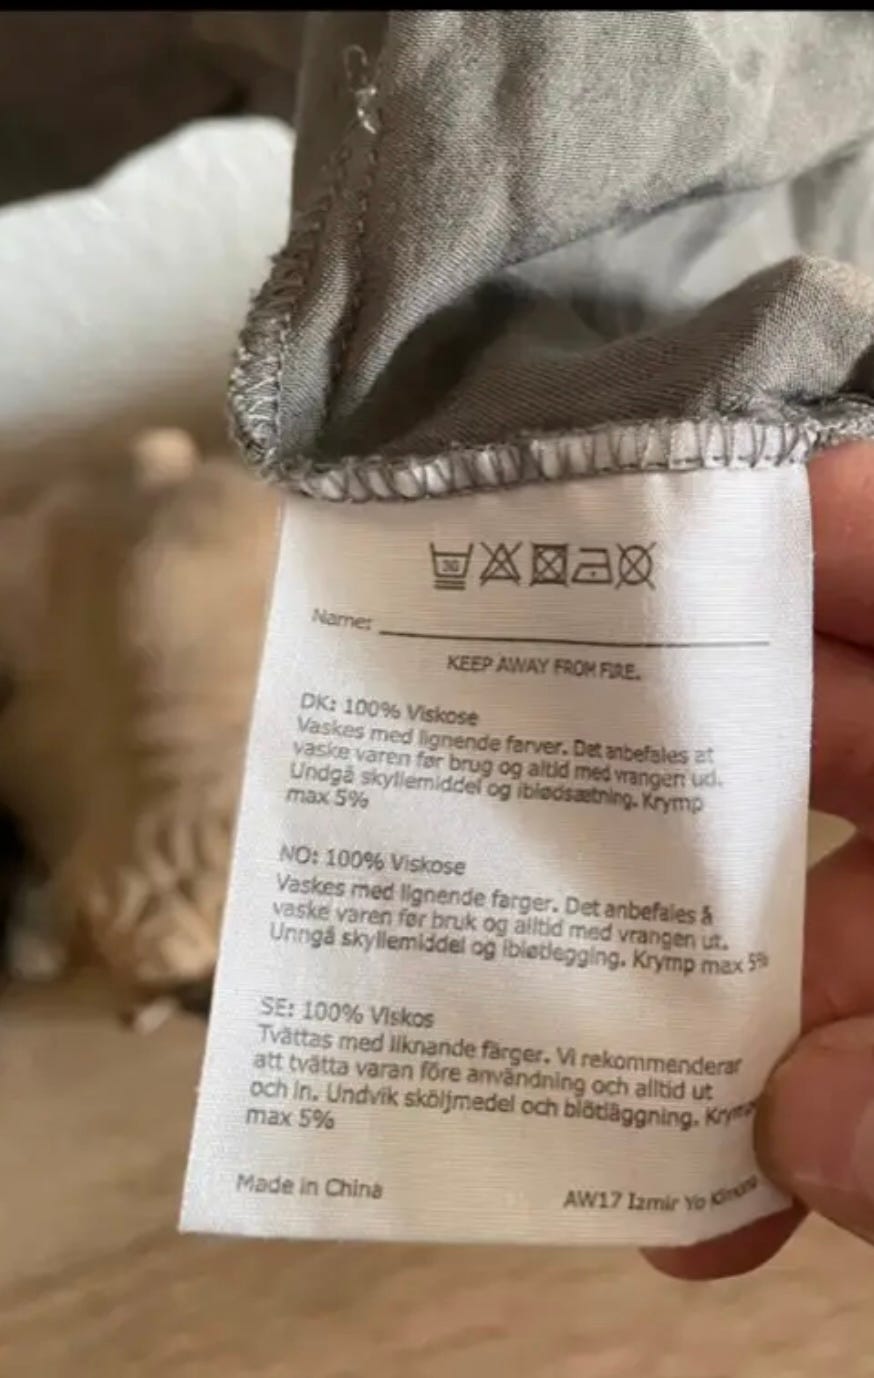 30
Name:
KEEP AWAY FROM FIRE.
DK: 100% Viskose
Vaskes med lignende farver. Det anbefales at
vaske varen før brug og altid med vrangen ud.
Undgå skyllemiddel og iblødsætning. Krymp
max 5%
NO: 100% Viskose
Vaskes med lignende farger. Det anbefales å
vaske varen før bruk og alltid med vrangen ut.
Unngå skyllemiddel og ibløtlegging. Krymp max 5%
SE: 100% Viskos
Tvättas med liknande färger. Vi rekommenderar
att tvätta varan före användning och alltid ut
och in. Undvik sköljmedel och blötläggning. Krymp
max 5%
Made in China
AW17 Izmir Yo Kimono